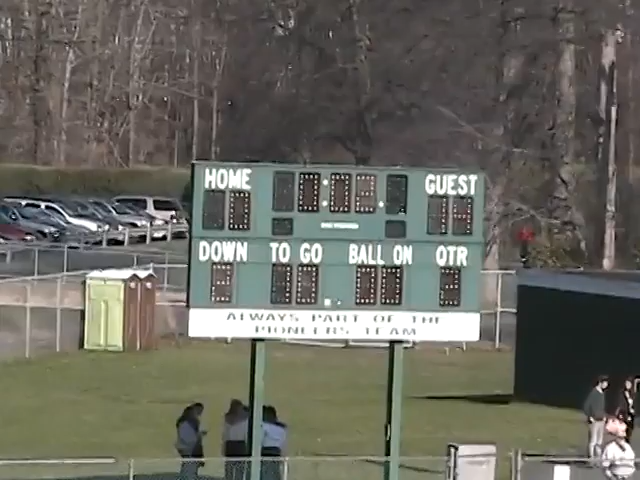 HOME GUEST
DOWN TO GO BALL ON QTR
ALWAYS PART OF THE
PIONEERS TEAM